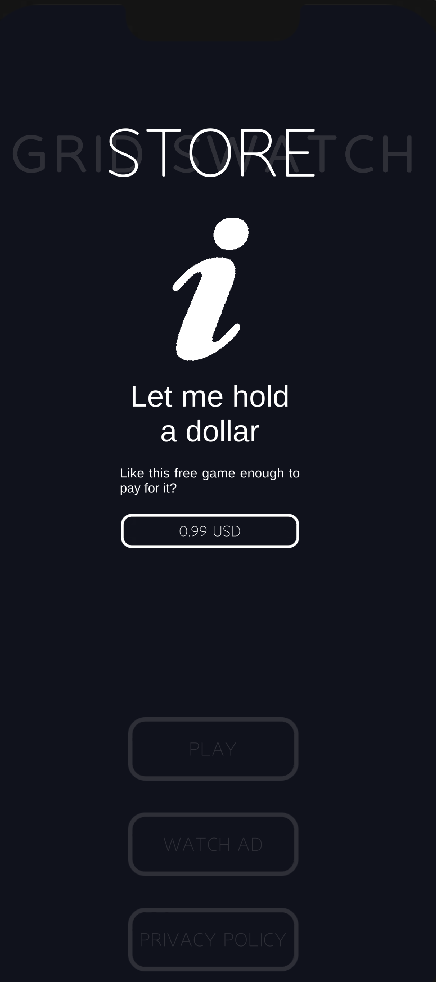 GRID SWATCH
STORE
i
Let me hold
a dollar
Like this free game enough to
pay for it?
0.99 USD
PLAY
WATCH AD
PRIVACY POLICY